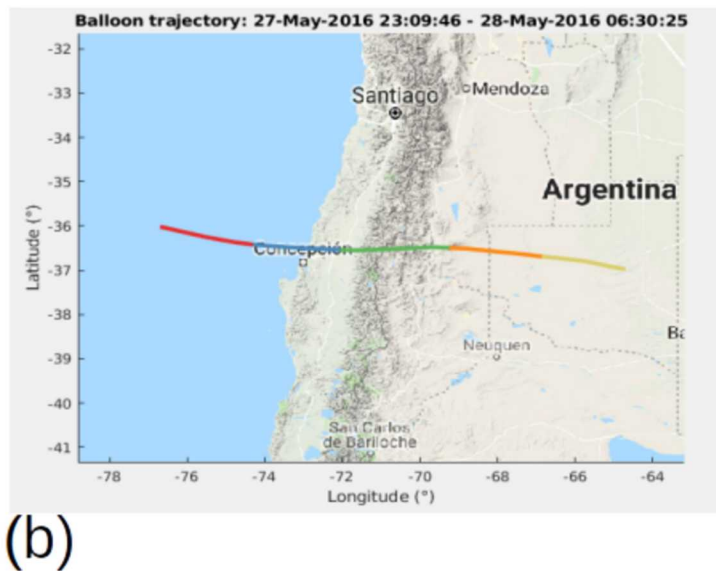 Balloon trajectory: 27-May-2016 23:09:46 - 28-May-2016 06:30:25
-32
-33
-34
-35
-36
-37
-38
-39
-40
-41
Latitude (°)
Santiago
Mendoza
Argentina
Concepción
Ba
Neuquen
San Carlos
de Bariloche
-78
-76
-74
-72
-70
-68
-66
-64
Longitude (°)
(b)